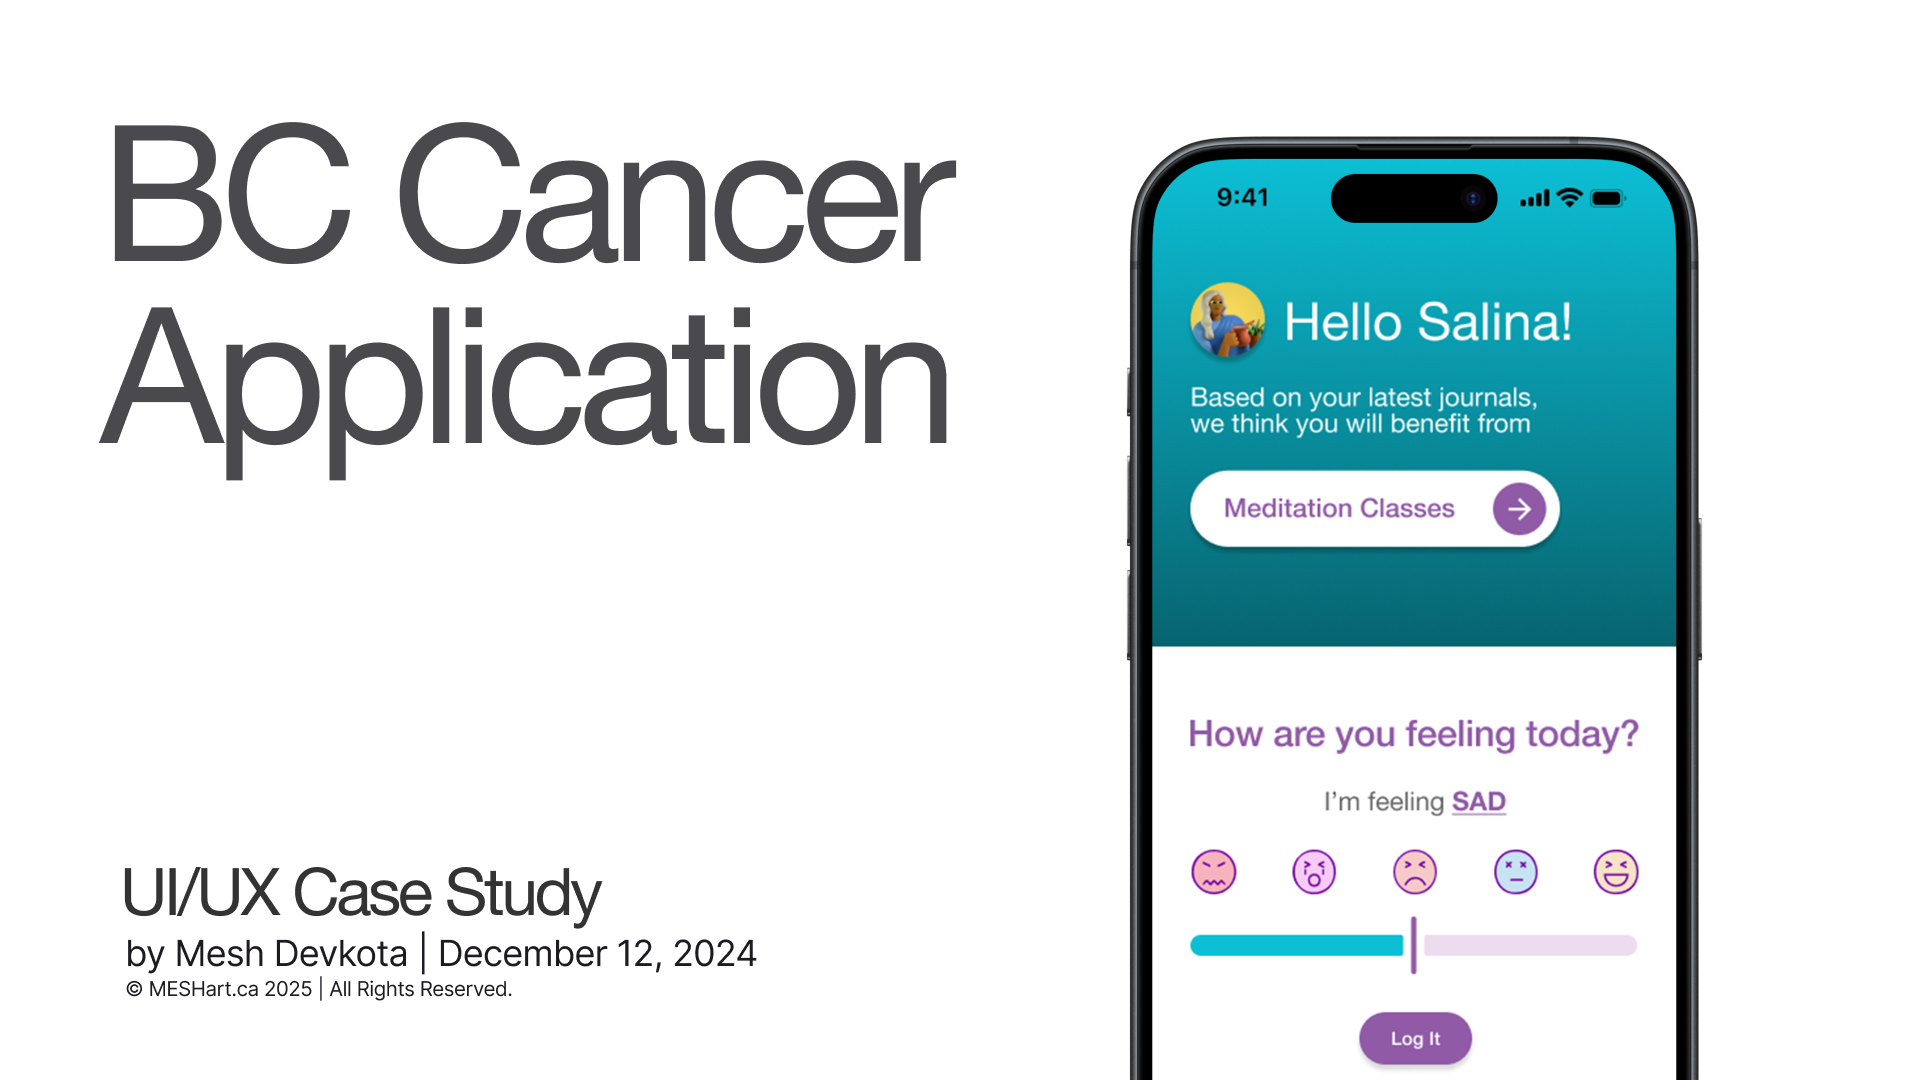 BC Cancer
Application
UI/UX Case Study
by Mesh Devkota | December 12, 2024
© MESHart.ca 2025 | All Rights Reserved.
9:41
Hello Salina!
Based on your latest journals,
we think you will benefit from
Meditation Classes
How are you feeling today?
I’m feeling SAD
Log It